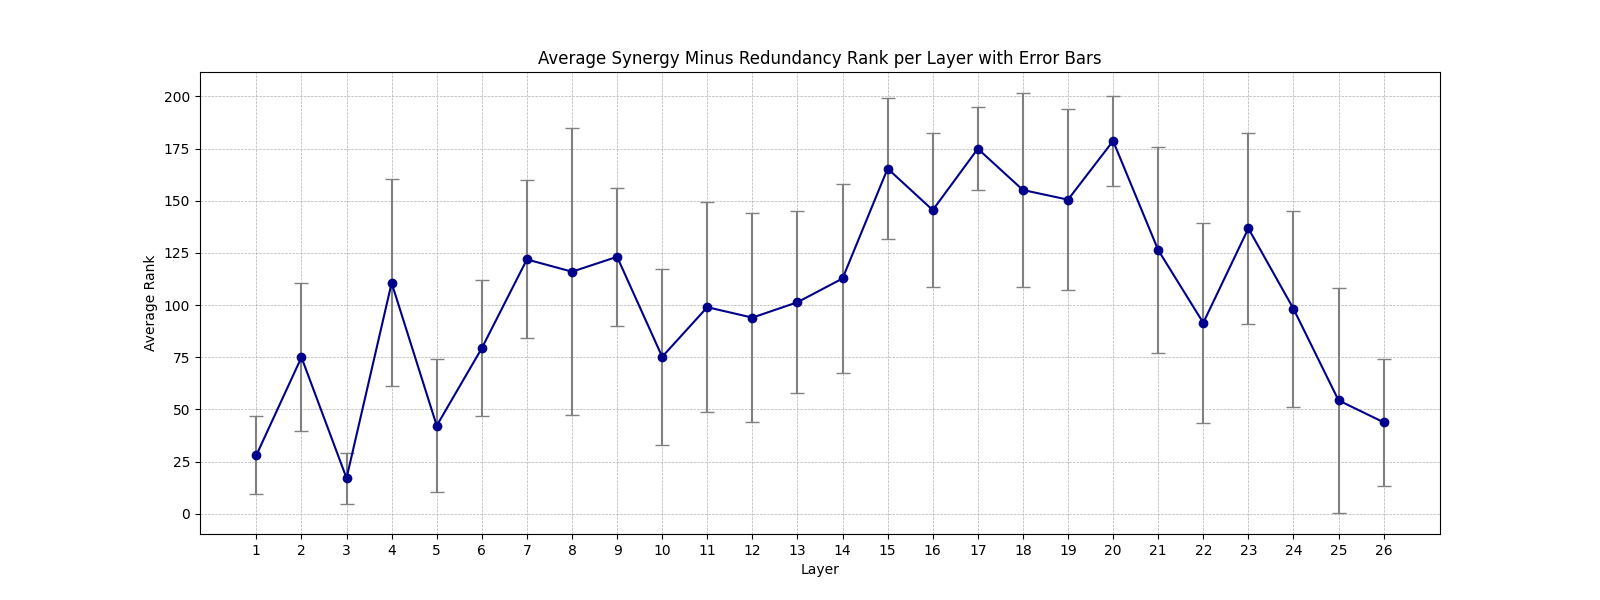 Average Synergy Minus Redundancy Rank per Layer with Error Bars
200
175
150
125
100
75
50
25
0
Average Rank
1 2 3 4 5 6 7 8 9 10 11 12 13 14 15 16 17 18 19 20 21 22 23 24 25 26
Layer